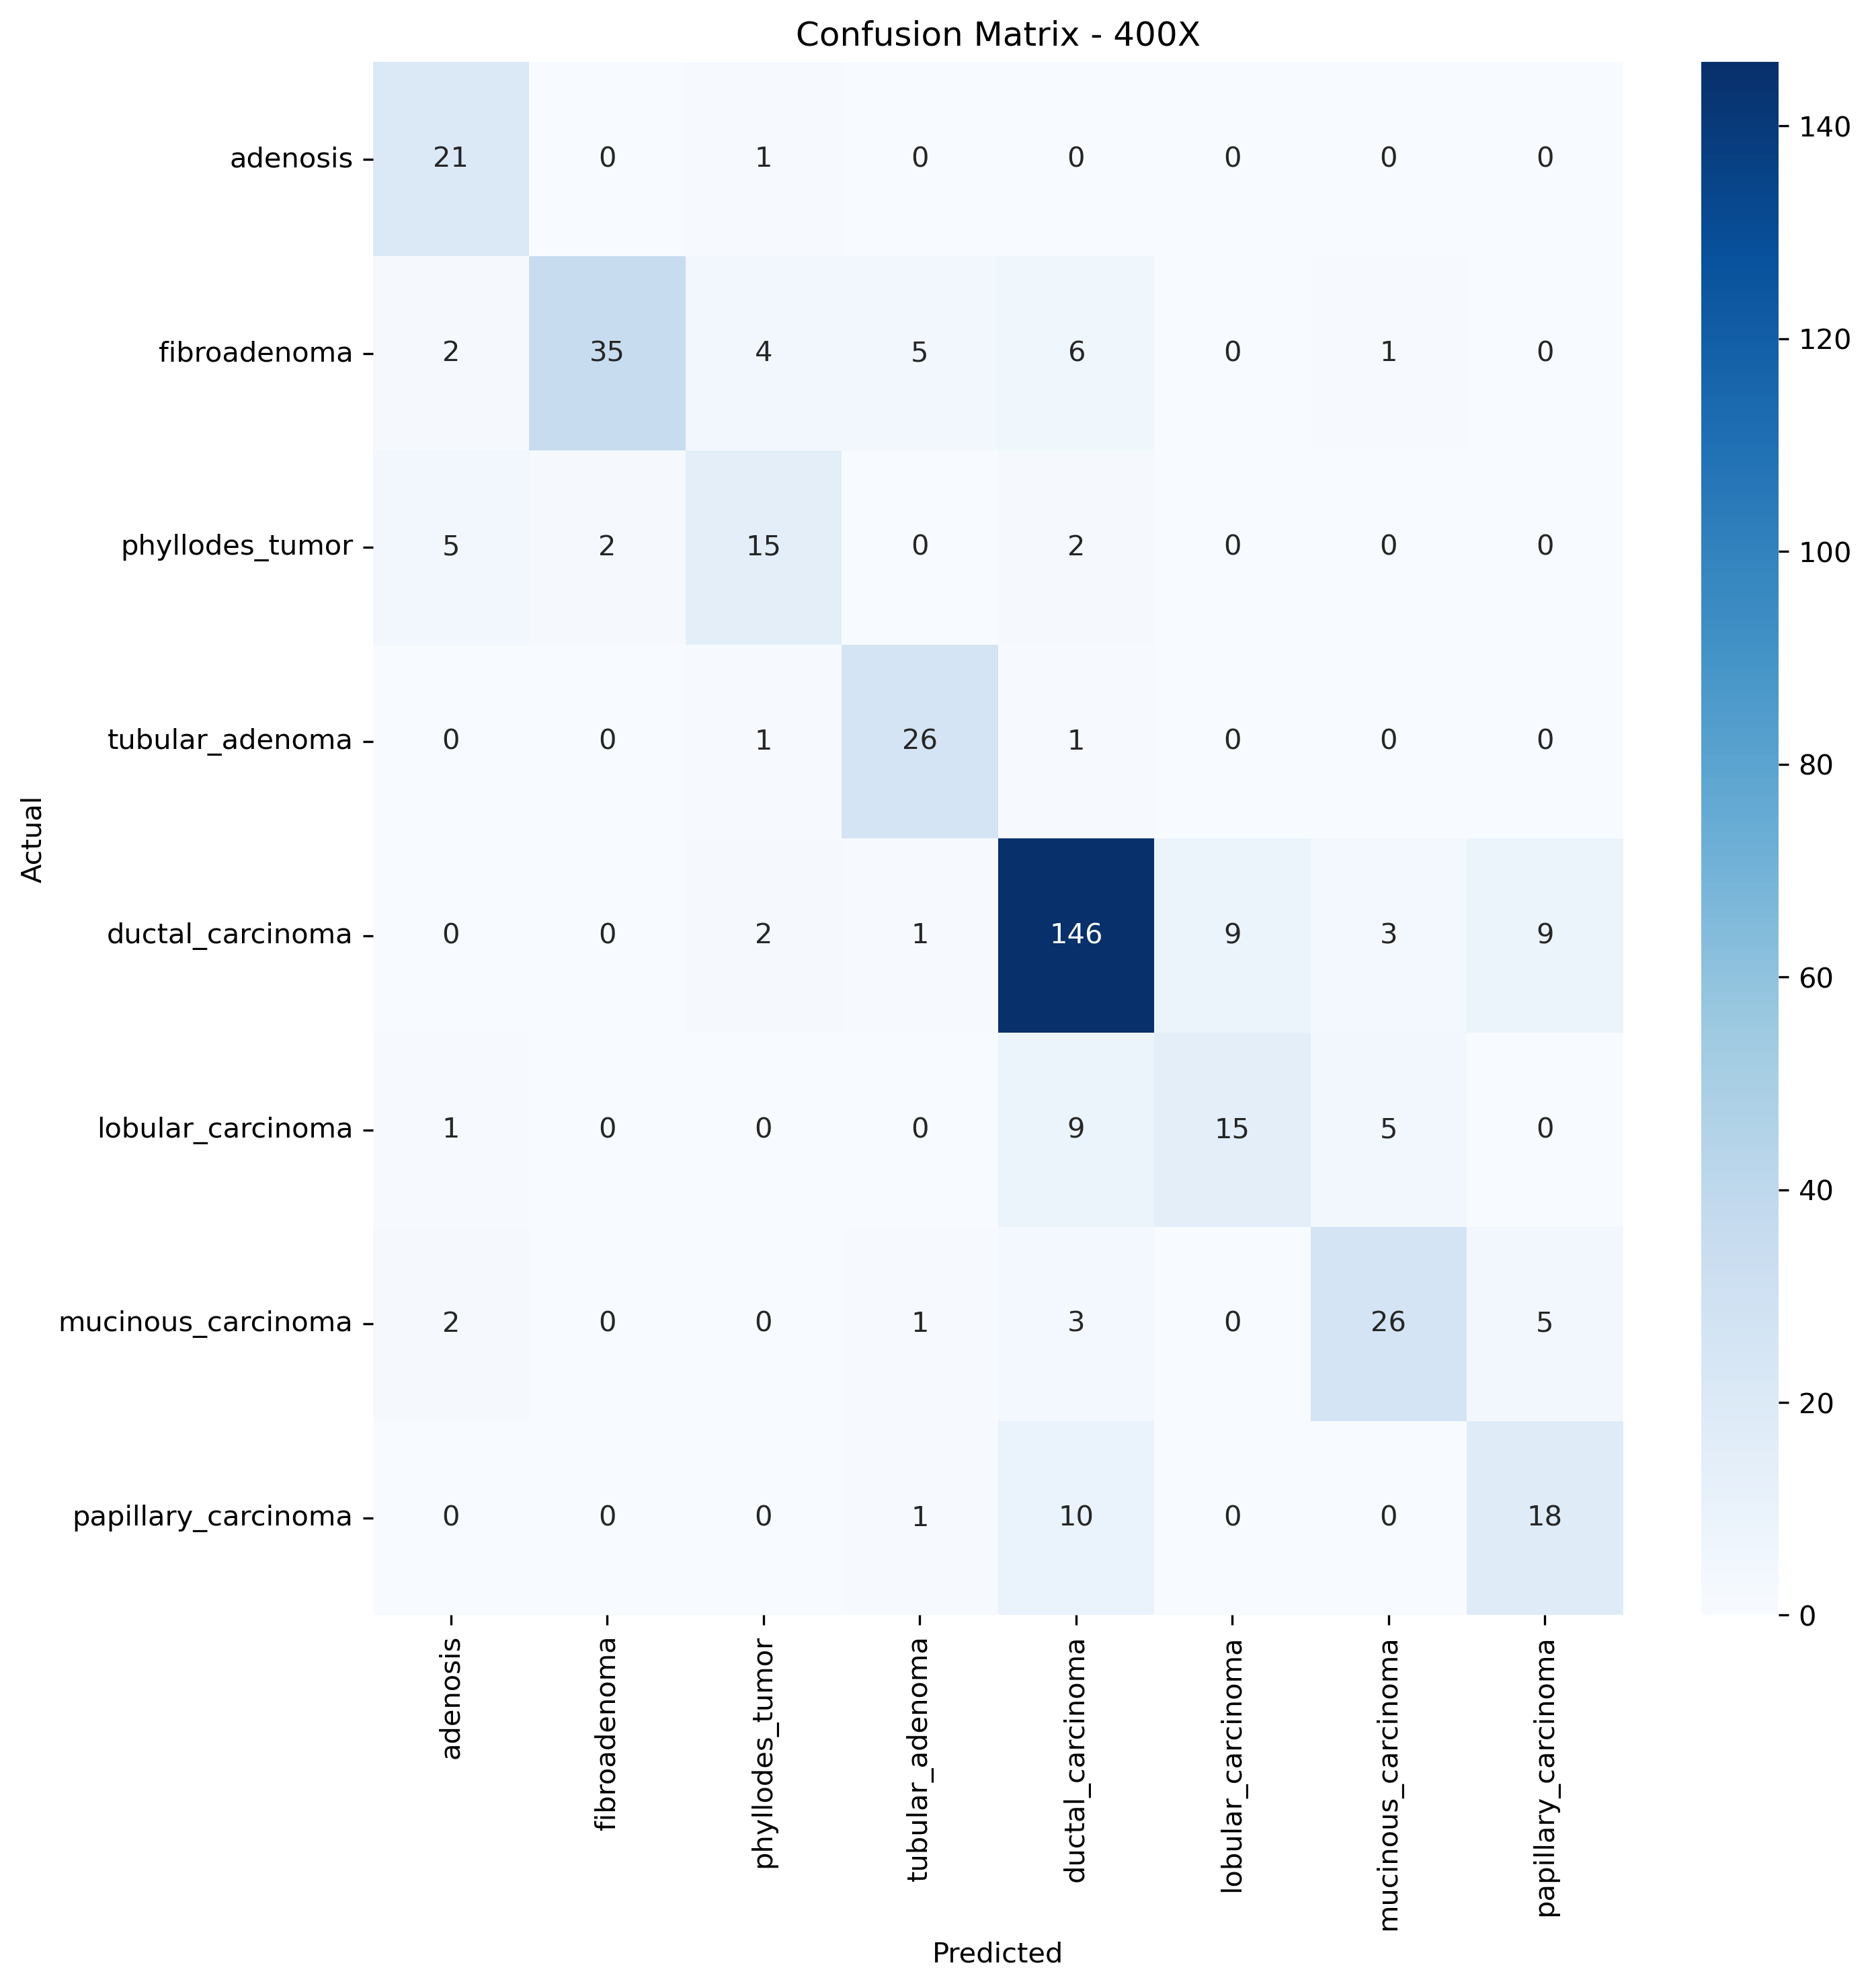 Confusion Matrix - 400X
adenosis 21 0 1 0 0 0 0 0
fibroadenoma 2 35 4 5 6 0 1 0
phyllodes_tumor 5 2 15 0 2 0 0 0
tubular_adenoma 0 0 1 26 1 0 0 0
ductal_carcinoma 0 0 2 1 146 9 3 9
lobular_carcinoma 1 0 0 0 9 15 5 0
mucinous_carcinoma 2 0 0 1 3 0 26 5
papillary_carcinoma 0 0 0 1 10 0 0 18
Actual
adenosis
fibroadenoma
phyllodes_tumor
tubular_adenoma
ductal_carcinoma
lobular_carcinoma
mucinous_carcinoma
papillary_carcinoma
Predicted
140
120
100
80
60
40
20
0